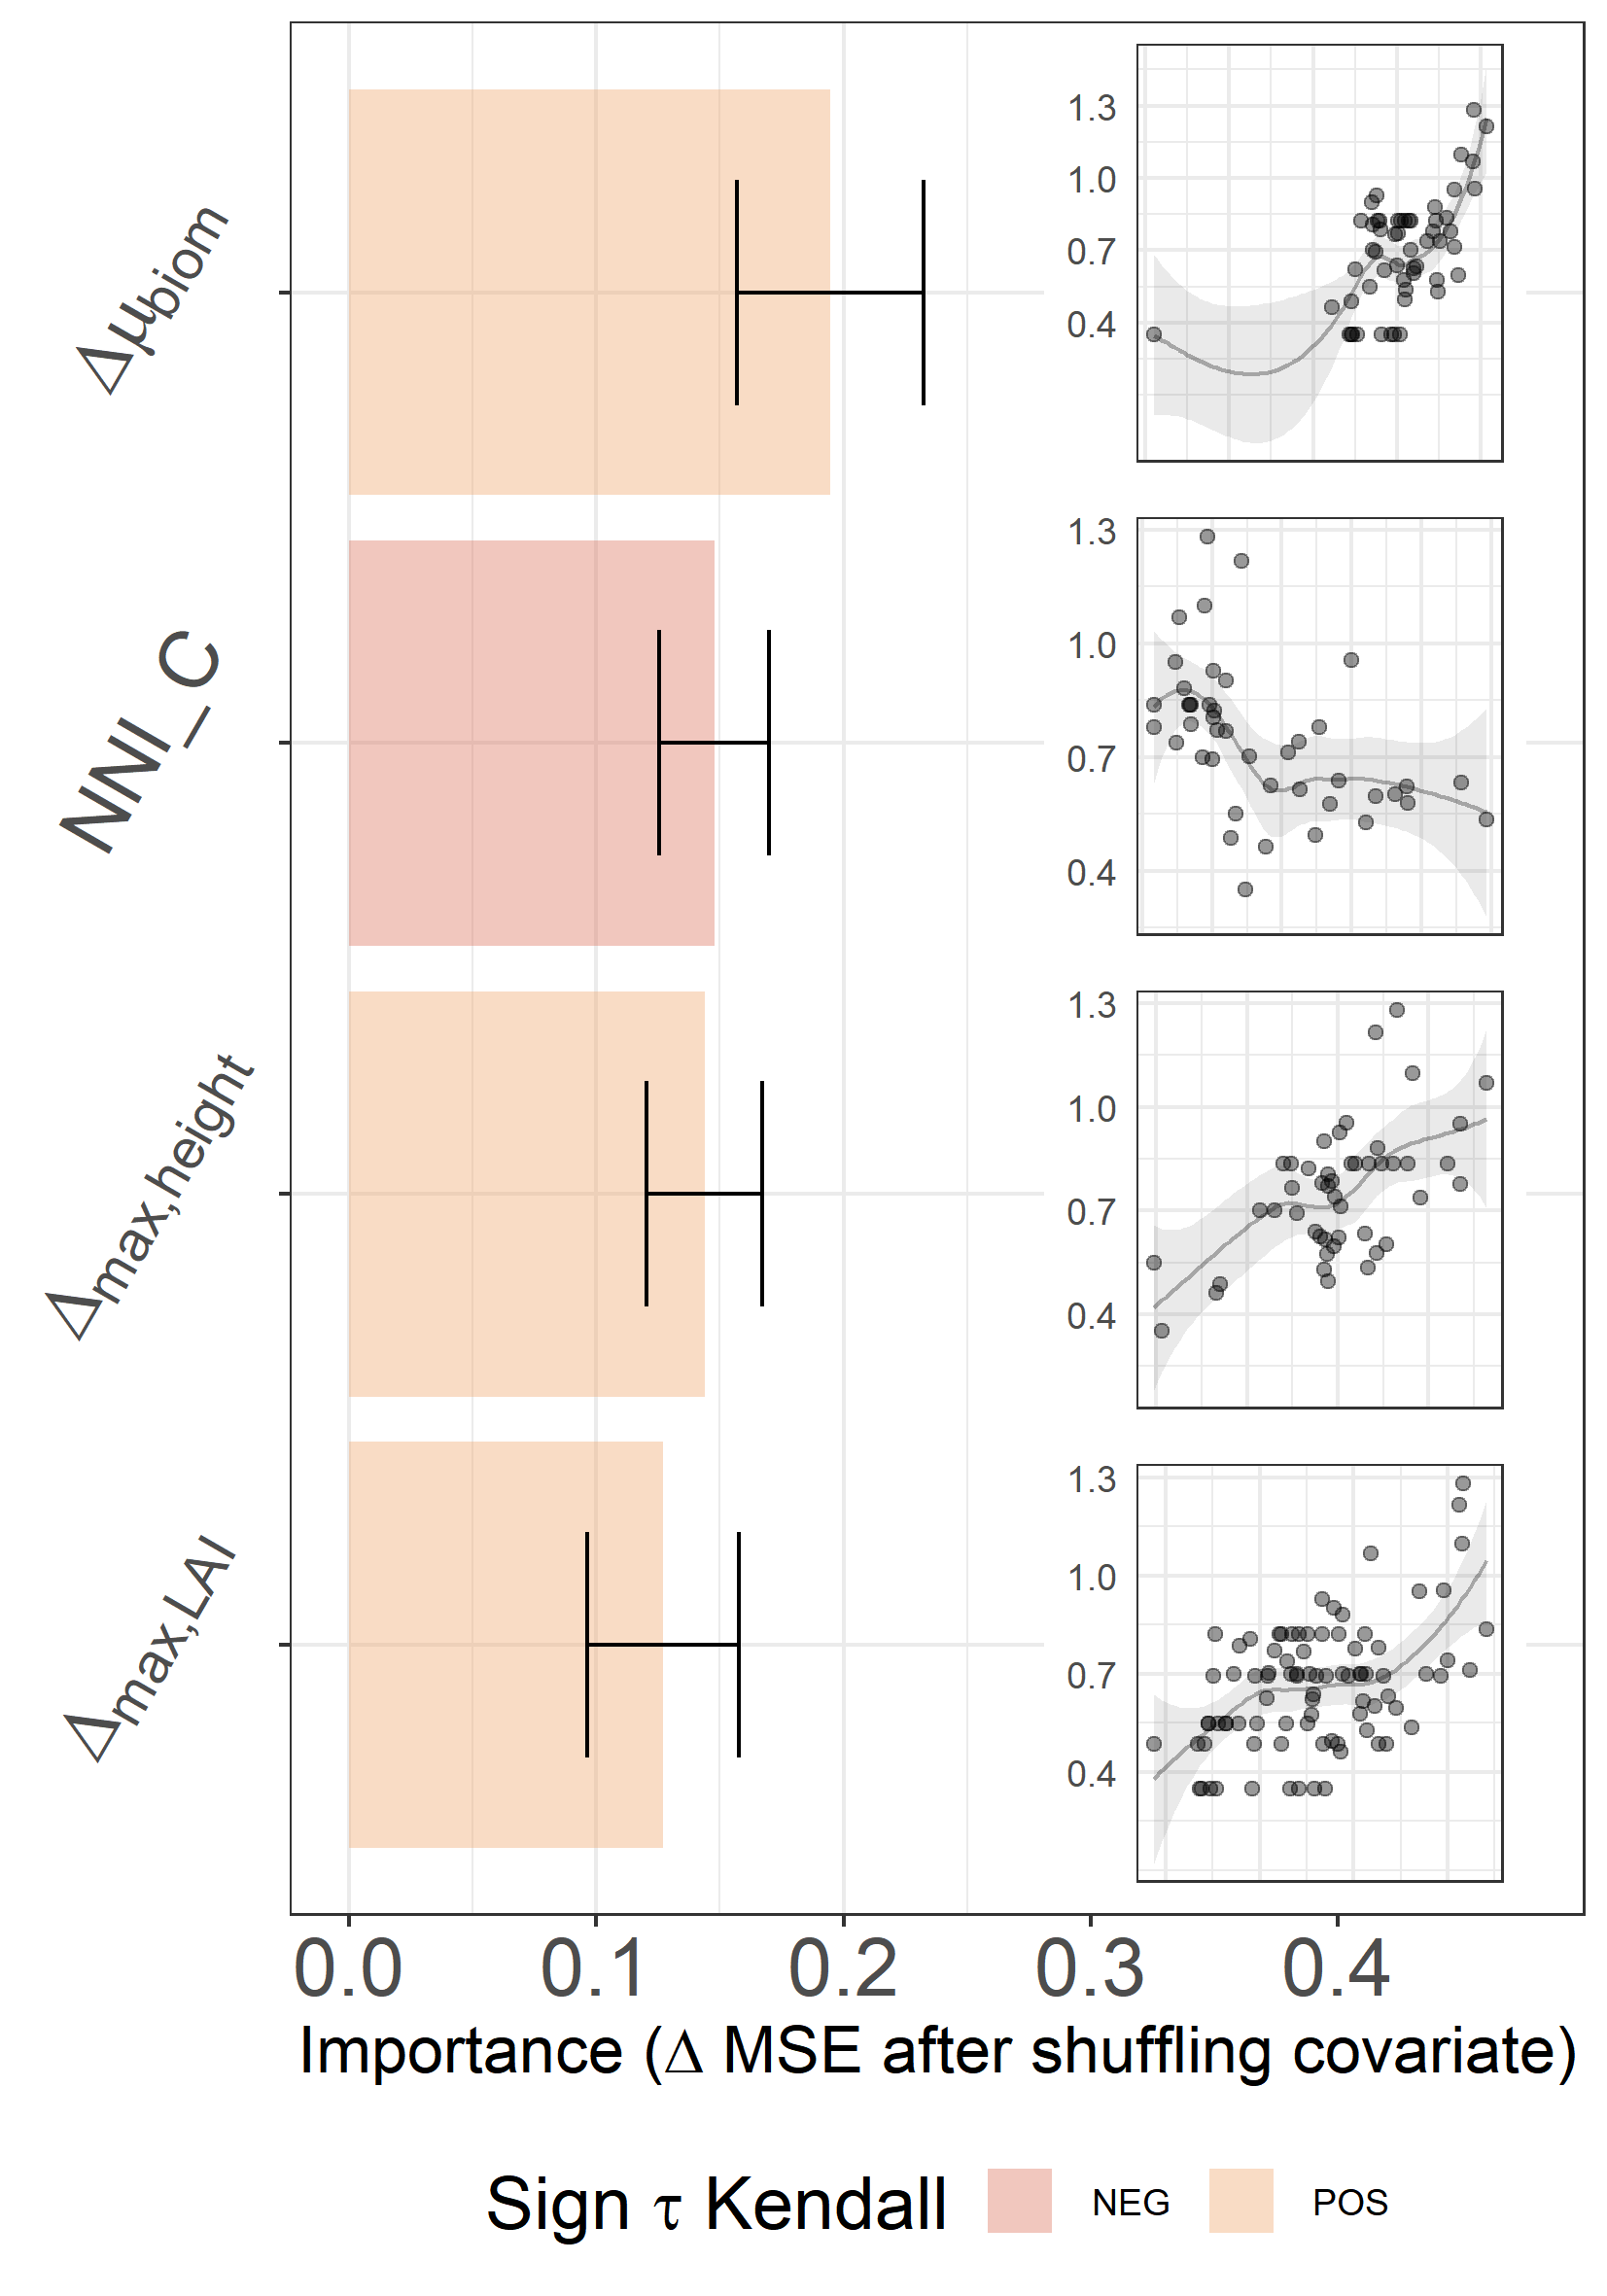 Δμbiom
1.3
1.0
0.7
0.4
NNI_C
1.3
1.0
0.7
0.4
Δmax,height
1.3
1.0
0.7
0.4
Δmax,LAI
1.3
1.0
0.7
0.4
0.0 0.1 0.2 0.3 0.4
Importance (Δ MSE after shuffling covariate)
Sign τ Kendall NEG POS